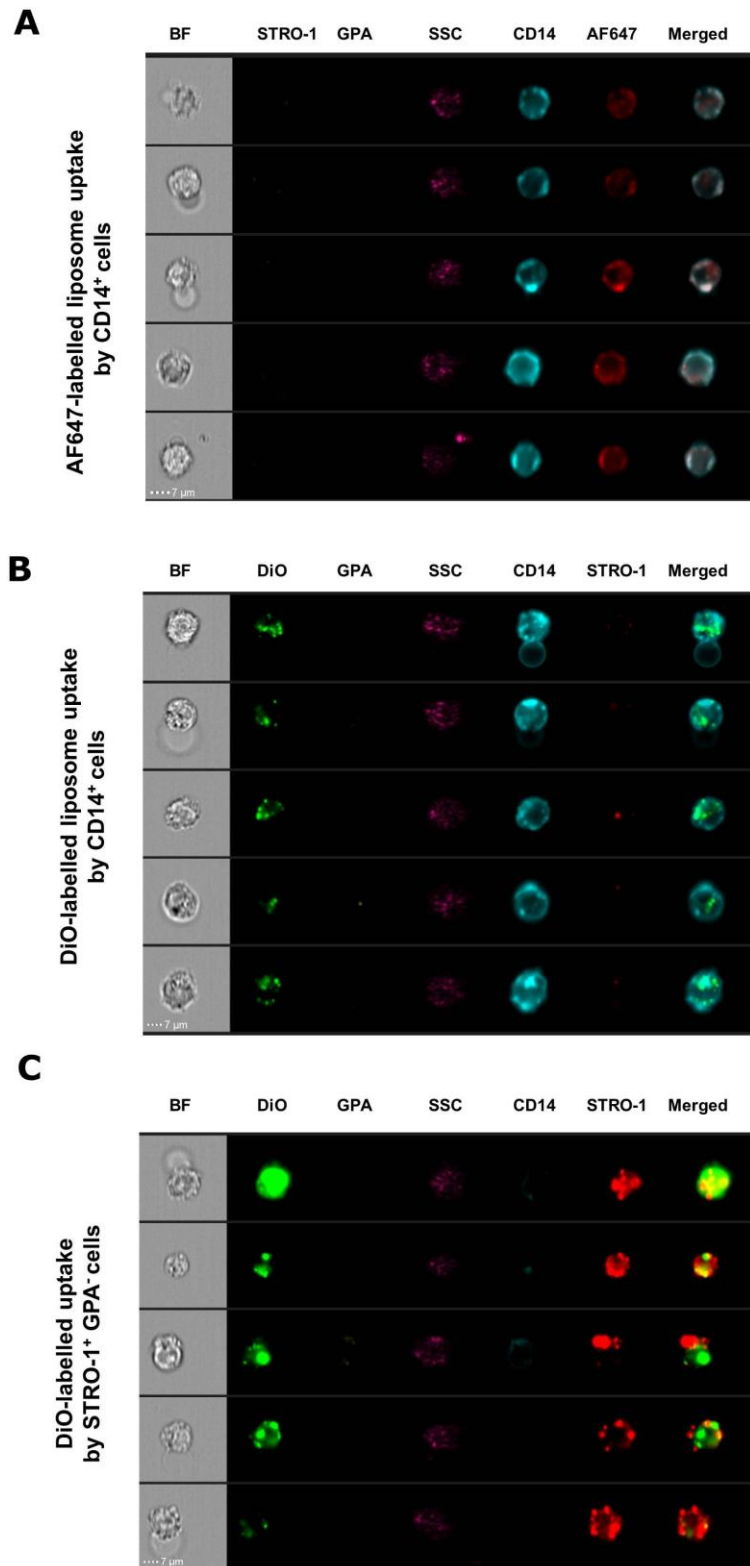 A
BF STRO-1 GPA SSC CD14 AF647 Merged
AF647-labelled liposome uptake
by CD14⁺ cells
7 µm
B
BF DiO GPA SSC CD14 STRO-1 Merged
DiO-labelled liposome uptake
by CD14⁺ cells
7 µm
C
BF DiO GPA SSC CD14 STRO-1 Merged
DiO-labelled uptake
by STRO-1⁺ GPA⁻ cells
7 µm